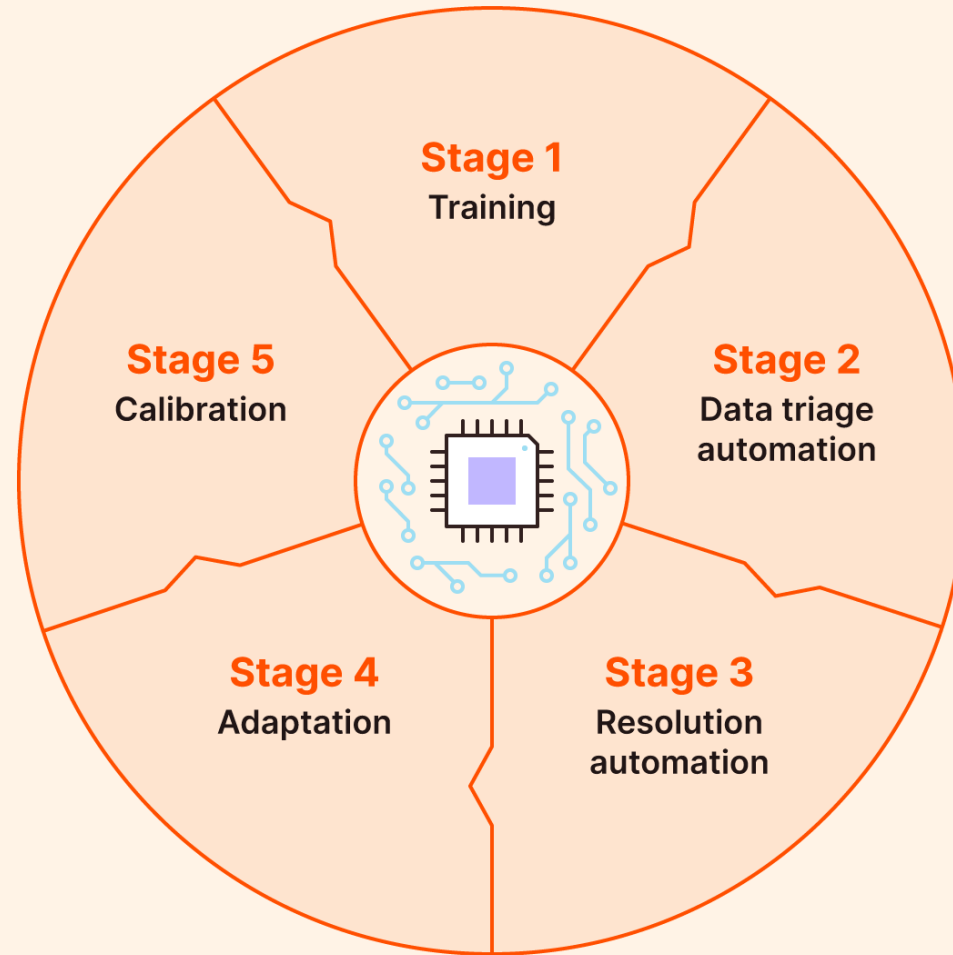 Stage 1
Training
Stage 2
Data triage
automation
Stage 3
Resolution
automation
Stage 4
Adaptation
Stage 5
Calibration